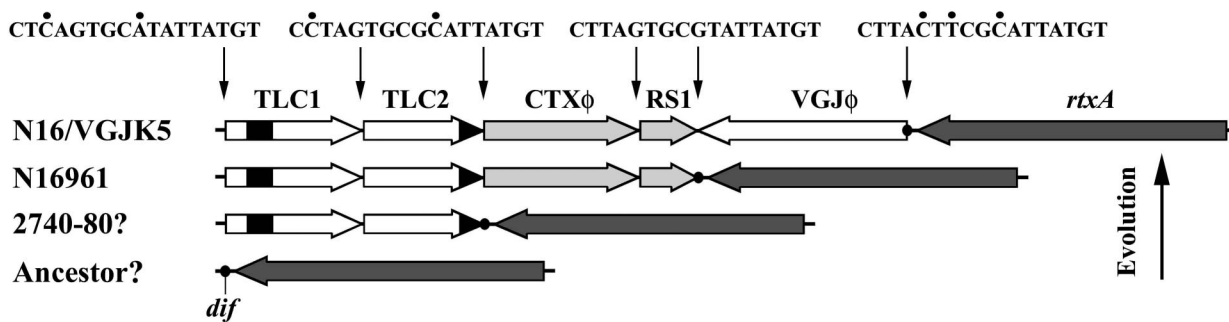 CTCAGTGCATATTATGT CCTAGTGCGCATTATGT CTTAGTGCGTATTATGT CTTACTTCGCATTATGT
TLC1 TLC2 CTXϕ RS1 VGJϕ rtxA
N16/VGJK5
N16961
2740-80?
Ancestor?
dif
Evolution